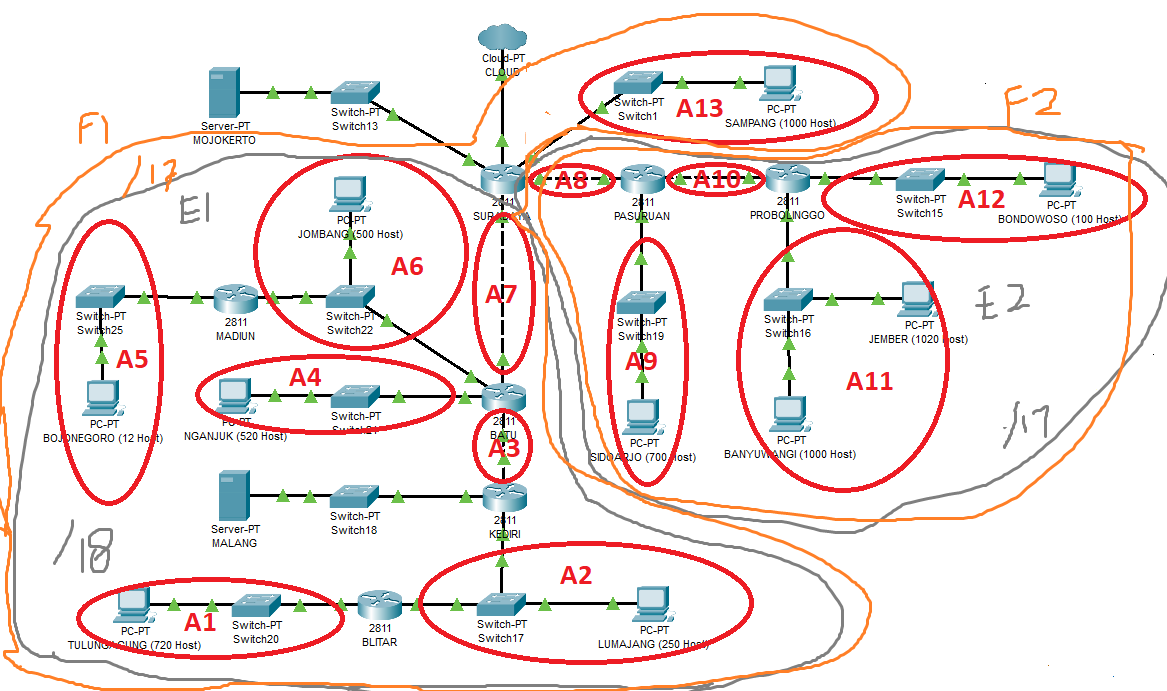 Cloud-PT
CLOUD
Server-PT
MOJOKERTO
Switch-PT
Switch13
Switch-PT
Switch1
A13
PC-PT
SAMPANG (1000 Host)
F1
F2
/17
E1
2811
SURABAYA
A8
2811
PASURUAN
A10
2811
PROBOLINGGO
Switch-PT
Switch15
A12
PC-PT
BONDOWOSO (100 Host)
PC-PT
JOMBANG (500 Host)
A6
Switch-PT
Switch25
2811
MADIUN
Switch-PT
Switch22
A7
Switch-PT
Switch19
Switch-PT
Switch16
PC-PT
JEMBER (1020 Host)
E2
A5
PC-PT
BOJONEGORO (12 Host)
A4
PC-PT
NGANJUK (520 Host)
Switch-PT
Switch21
2811
BATU
A9
PC-PT
SIDOARJO (700 Host)
A11
PC-PT
BANYUWANGI (1000 Host)
/17
A3
Server-PT
MALANG
Switch-PT
Switch18
2811
KEDIRI
/18
A2
A1
PC-PT
TULUNGAGUNG (720 Host)
Switch-PT
Switch20
2811
BLITAR
Switch-PT
Switch17
PC-PT
LUMAJANG (250 Host)